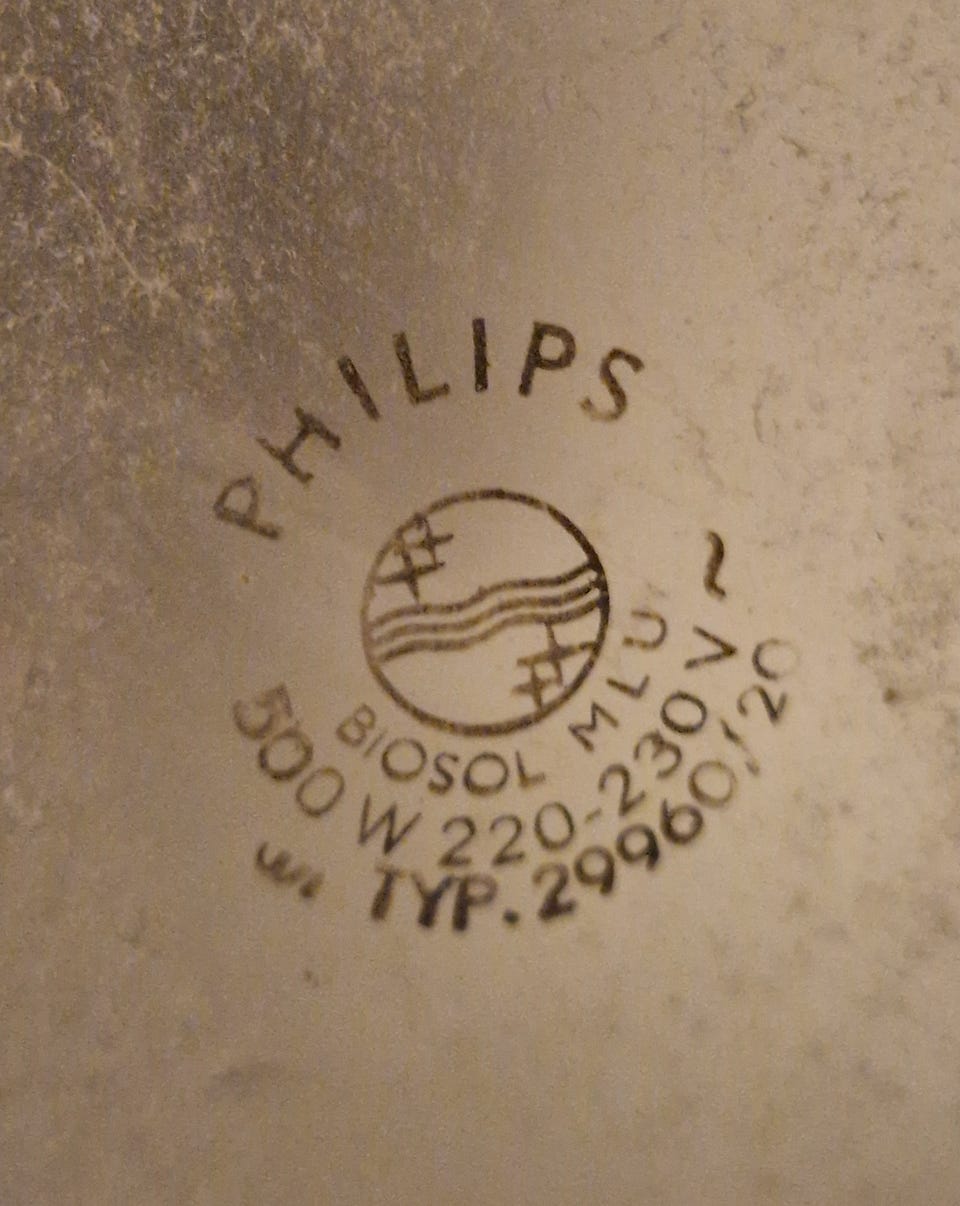 PHILIPS
BIOSOL MLU
500 W 220-230 V ~
TYP. 29960/20